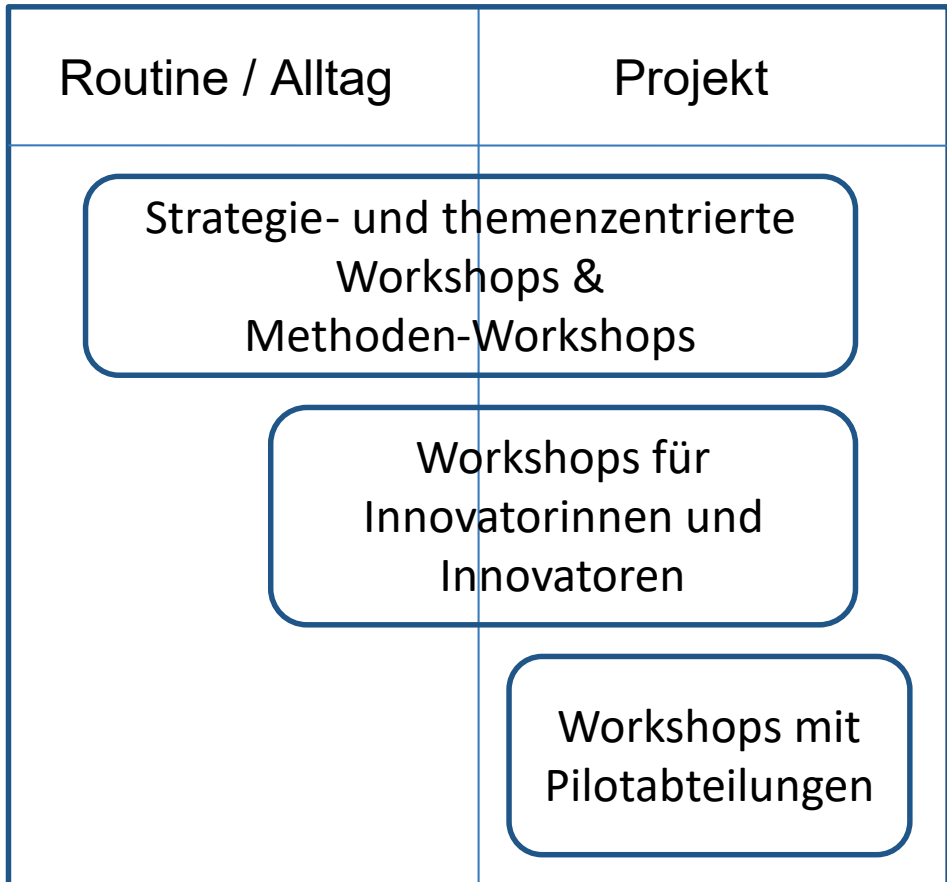 Routine / Alltag
Projekt
Strategie- und themenzentrierte
Workshops &
Methoden-Workshops
Workshops für
Innovatorinnen und
Innovatoren
Workshops mit
Pilotabteilungen